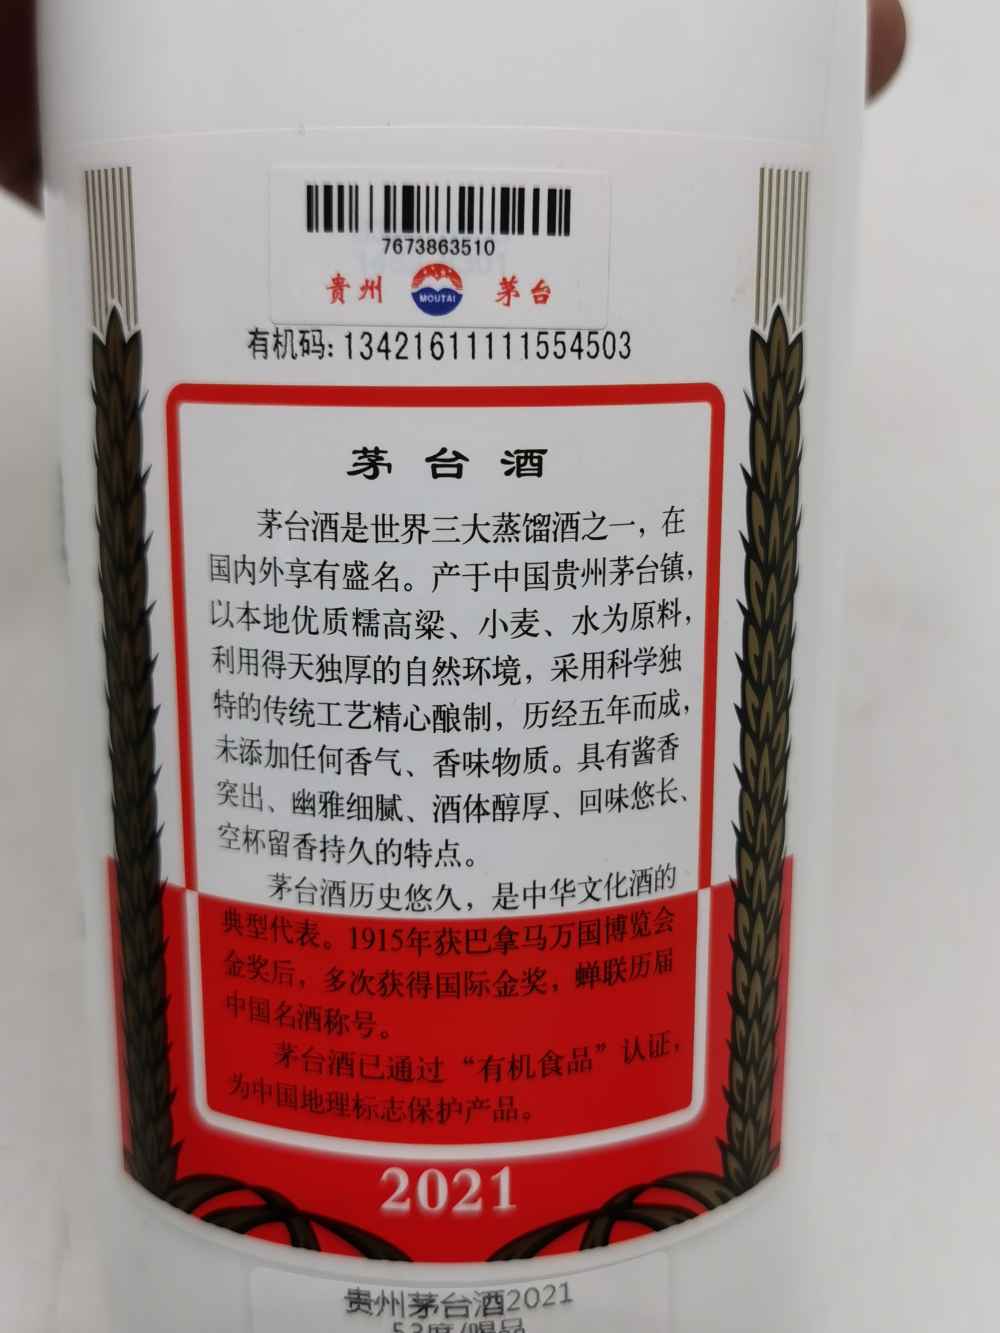 7673863510
贵州 MOUTAI 茅台
有机码:13421611111554503
茅台酒
茅台酒是世界三大蒸馏酒之一，在
国内外享有盛名。产于中国贵州茅台镇，
以本地优质糯高粱、小麦、水为原料，
利用得天独厚的自然环境，采用科学独
特的传统工艺精心酿制，历经五年而成，
未添加任何香气、香味物质。具有酱香
突出、幽雅细腻、酒体醇厚、回味悠长、
空杯留香持久的特点。
茅台酒历史悠久，是中华文化酒的
典型代表。1915年获巴拿马万国博览会
金奖后，多次获得国际金奖，蝉联历届
中国名酒称号。
茅台酒已通过“有机食品”认证，
为中国地理标志保护产品。
2021
贵州茅台酒2021
53度/喝品